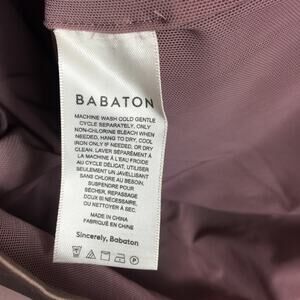 BABATON
MACHINE WASH COLD GENTLE
CYCLE SEPARATELY, ONLY
NON-CHLORINE BLEACH WHEN
NEEDED, HANG TO DRY, COOL
IRON ONLY IF NEEDED, OR DRY
CLEAN. LAVER SÉPARÉMENT À
LA MACHINE À L'EAU FROIDE
AU CYCLE DÉLICAT, UTILISER
SEULEMENT UN JAVELLISANT
SANS CHLORE AU BESOIN,
SUSPENDRE POUR
SÉCHER, REPASSAGE
DOUX SI NÉCESSAIRE,
OU NETTOYER À SEC.
MADE IN CHINA
FABRIQUÉ EN CHINE
Sincerely, Babaton